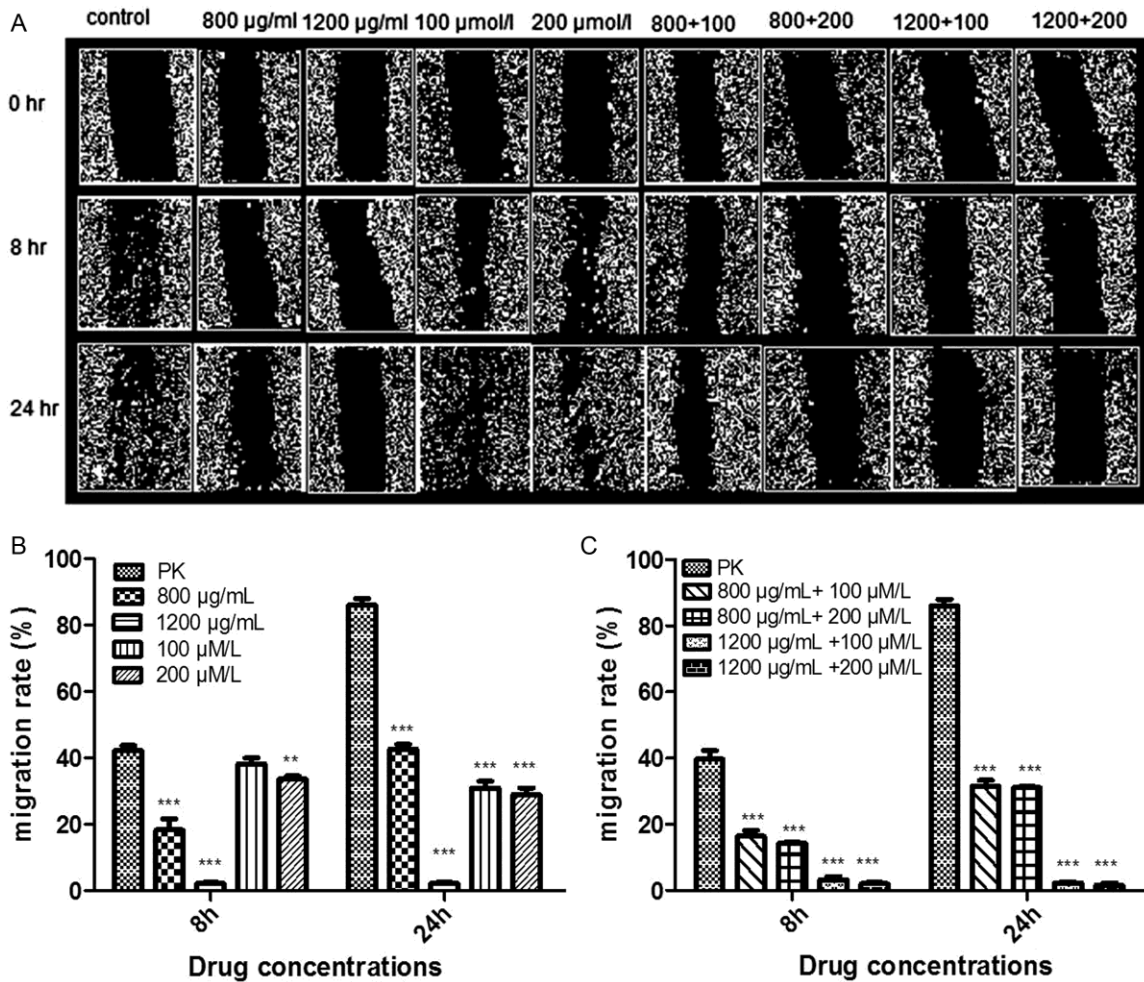 A
control 800 µg/ml 1200 µg/ml 100 µmol/l 200 µmol/l 800+100 800+200 1200+100 1200+200
0 hr
8 hr
24 hr
B
migration rate (%)
100
80
60
40
20
0
PK
800 µg/mL
1200 µg/mL
100 µM/L
200 µM/L
***
***
**
***
***
***
***
8h
24h
Drug concentrations
C
migration rate (%)
100
80
60
40
20
0
PK
800 µg/mL+ 100 µM/L
800 µg/mL+ 200 µM/L
1200 µg/mL +100 µM/L
1200 µg/mL +200 µM/L
***
***
***
***
***
***
***
***
8h
24h
Drug concentrations